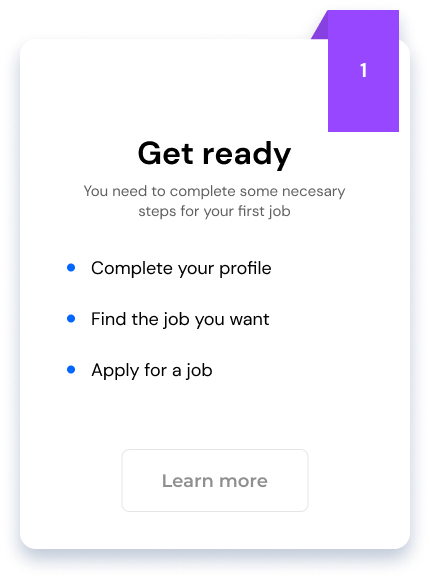 1
Get ready
You need to complete some necesary
steps for your first job
Complete your profile
Find the job you want
Apply for a job
Learn more